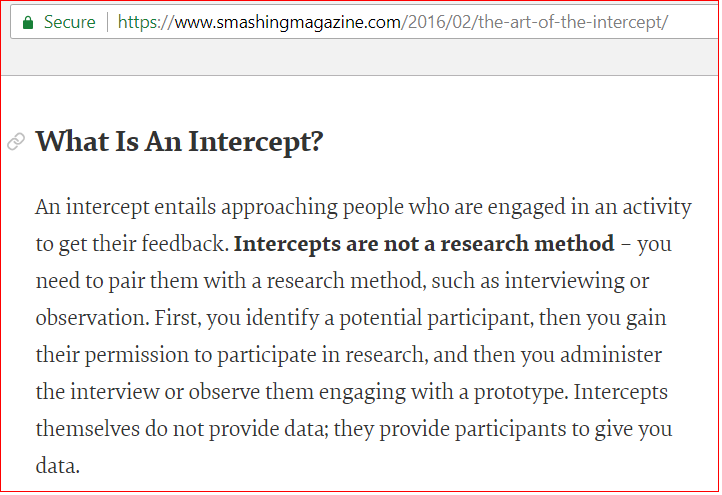 Secure | https://www.smashingmagazine.com/2016/02/the-art-of-the-intercept/
What Is An Intercept?
An intercept entails approaching people who are engaged in an activity
to get their feedback. Intercepts are not a research method – you
need to pair them with a research method, such as interviewing or
observation. First, you identify a potential participant, then you gain
their permission to participate in research, and then you administer
the interview or observe them engaging with a prototype. Intercepts
themselves do not provide data; they provide participants to give you
data.